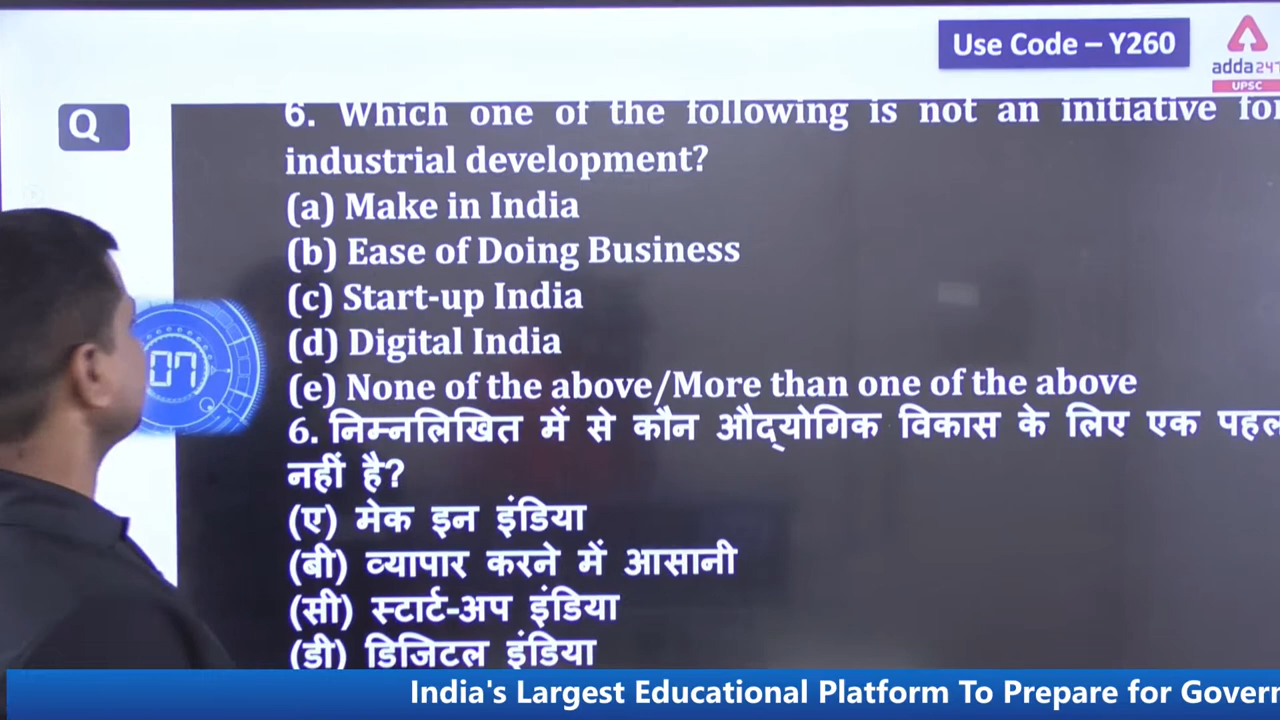 Use Code – Y260
adda247
UPSC
Q
6. Which one of the following is not an initiative for
industrial development?
(a) Make in India
(b) Ease of Doing Business
(c) Start-up India
(d) Digital India
(e) None of the above/More than one of the above
07
6. निम्नलिखित में से कौन औद्योगिक विकास के लिए एक पहल
नहीं है?
(ए) मेक इन इंडिया
(बी) व्यापार करने में आसानी
(सी) स्टार्ट-अप इंडिया
(डी) डिजिटल इंडिया
India's Largest Educational Platform To Prepare for